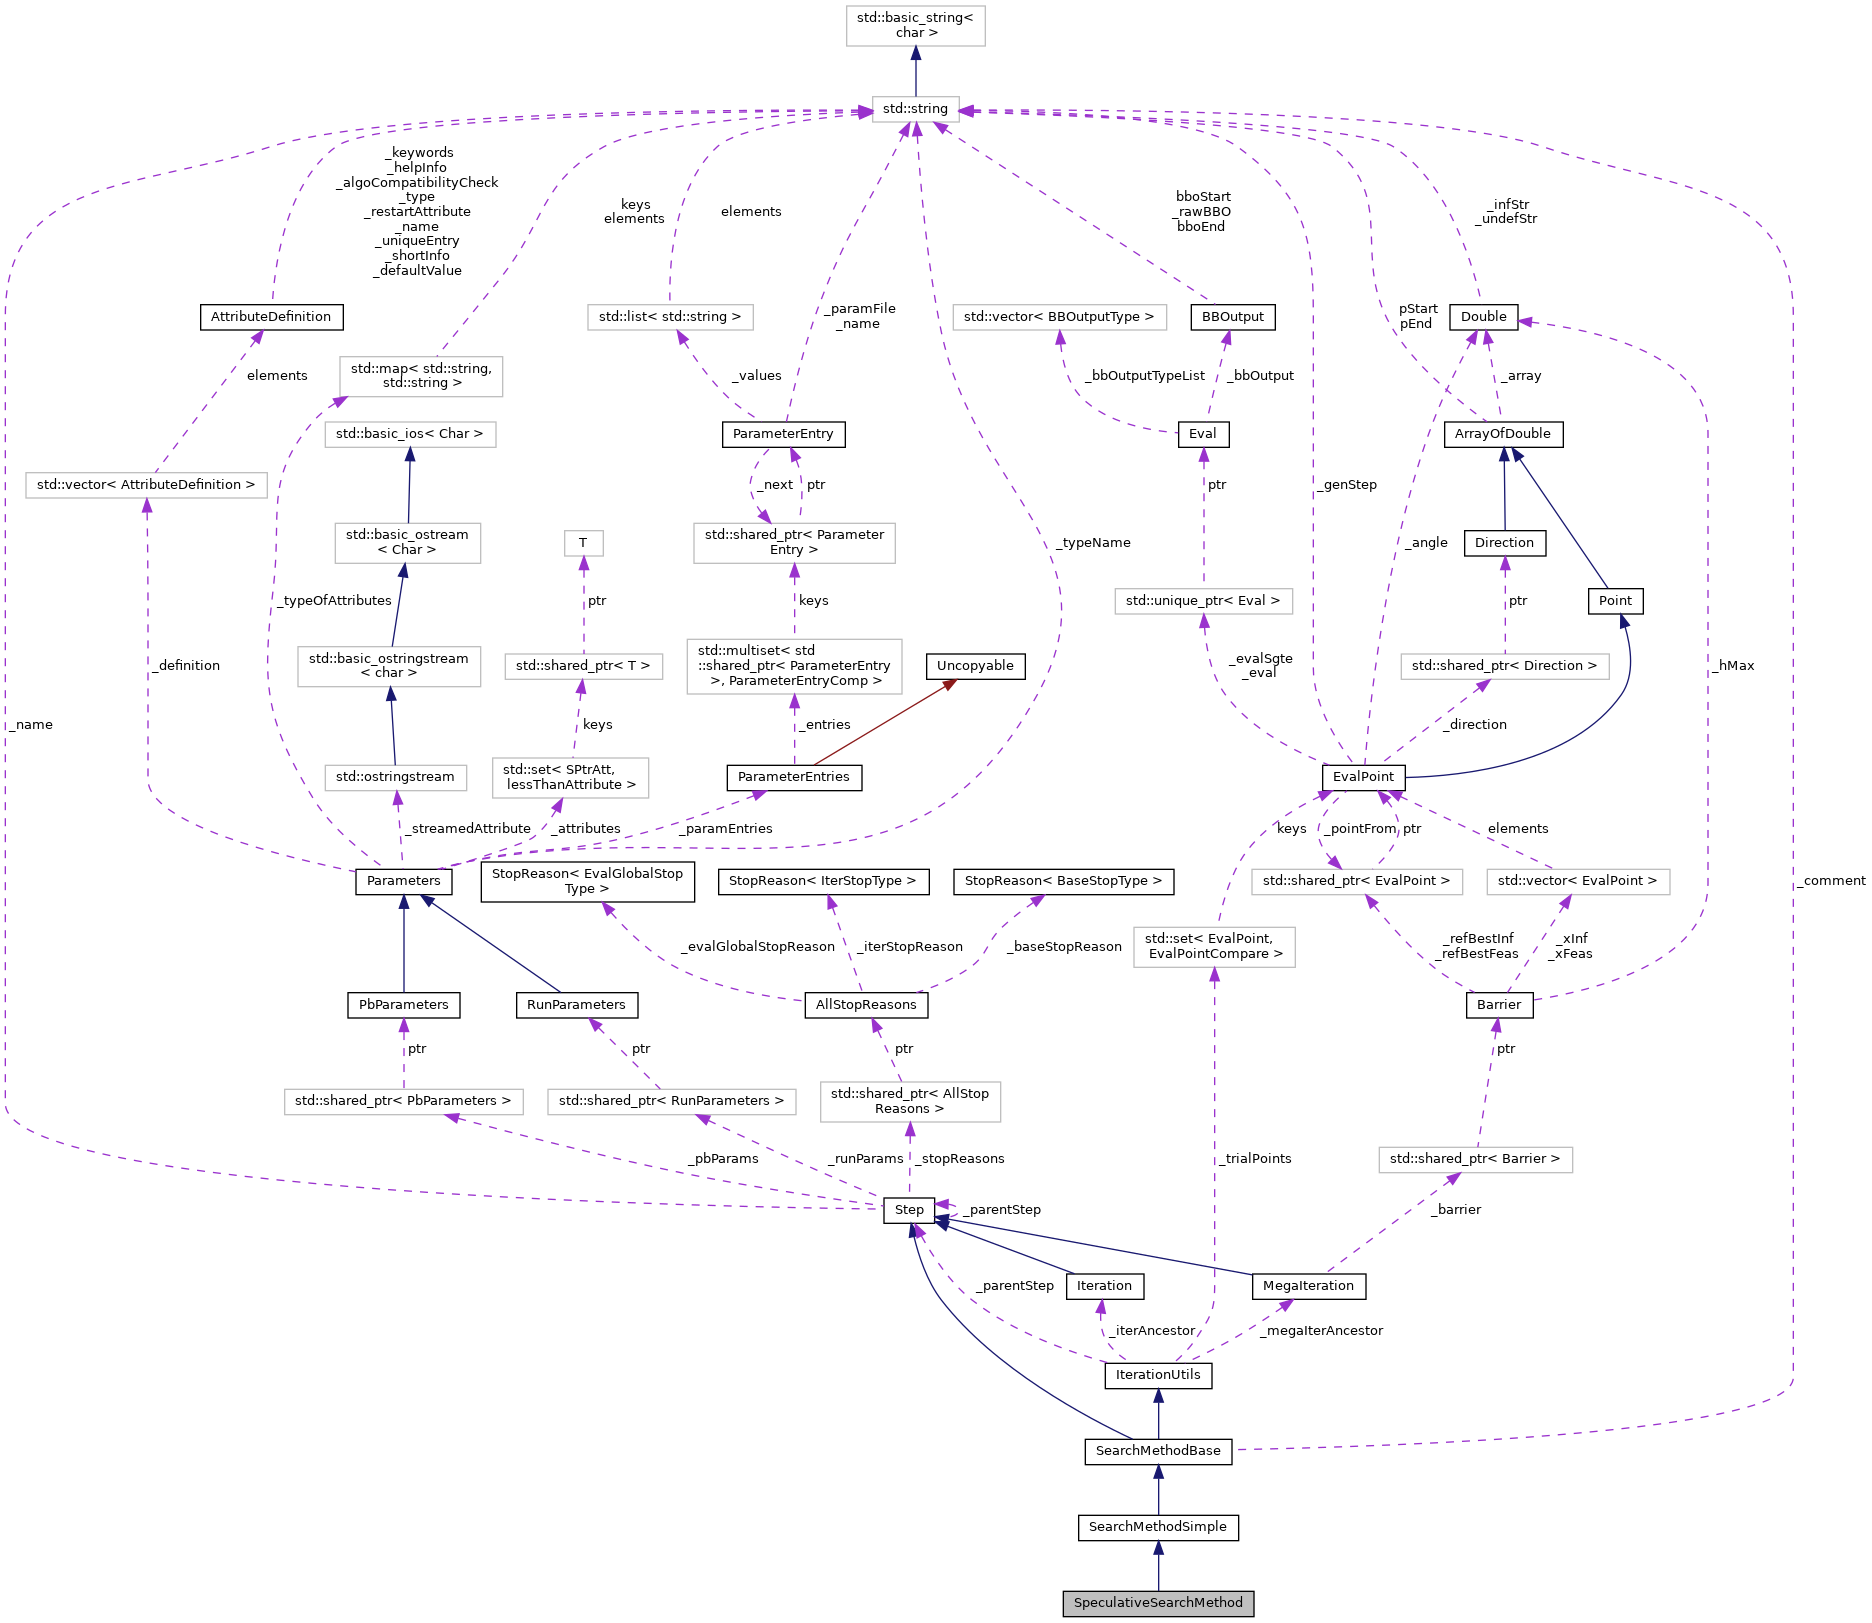 std::basic_string<
char >
std::string
_keywords
_helpInfo
_algoCompatibilityCheck
_type
_restartAttribute
_name
_uniqueEntry
_shortInfo
_defaultValue
keys
elements
elements
bboStart
_rawBBO
bboEnd
_infStr
_undefStr
AttributeDefinition
std::list< std::string >
_paramFile
_name
std::vector< BBOutputType >
BBOutput
pStart
pEnd
Double
std::map< std::string,
std::string >
elements
_values
_bbOutputTypeList
_bbOutput
_array
std::basic_ios< Char >
ParameterEntry
Eval
ArrayOfDouble
std::vector< AttributeDefinition >
_next
ptr
ptr
_genStep
std::basic_ostream
< Char >
T
std::shared_ptr< Parameter
Entry >
_typeName
_angle
Direction
_typeOfAttributes
ptr
keys
std::unique_ptr< Eval >
ptr
Point
_definition
std::basic_ostringstream
< char >
std::shared_ptr< T >
std::multiset< std
::shared_ptr< ParameterEntry
>, ParameterEntryComp >
Uncopyable
_evalSgte
_eval
std::shared_ptr< Direction >
_hMax
_name
keys
_entries
_direction
std::ostringstream
std::set< SPtrAtt,
lessThanAttribute >
ParameterEntries
EvalPoint
_streamedAttribute
_attributes
_paramEntries
keys
_pointFrom
ptr
elements
Parameters
StopReason< EvalGlobalStop
Type >
StopReason< IterStopType >
StopReason< BaseStopType >
std::shared_ptr< EvalPoint >
std::vector< EvalPoint >
_comment
_evalGlobalStopReason
_iterStopReason
_baseStopReason
std::set< EvalPoint,
EvalPointCompare >
_refBestInf
_refBestFeas
_xInf
_xFeas
PbParameters
RunParameters
AllStopReasons
Barrier
ptr
ptr
ptr
ptr
std::shared_ptr< PbParameters >
std::shared_ptr< RunParameters >
std::shared_ptr< AllStop
Reasons >
_pbParams
_runParams
_stopReasons
_trialPoints
std::shared_ptr< Barrier >
Step
_parentStep
_barrier
_parentStep
Iteration
MegaIteration
_iterAncestor
_megaIterAncestor
IterationUtils
SearchMethodBase
SearchMethodSimple
SpeculativeSearchMethod